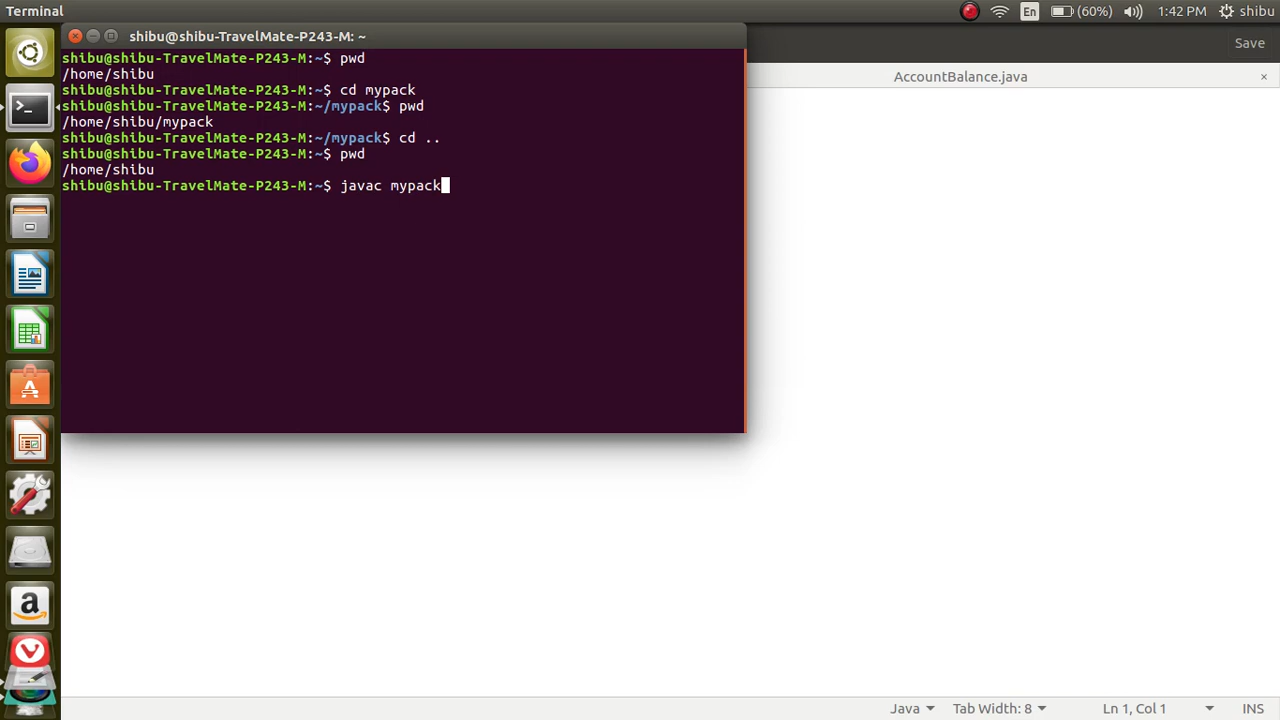 Terminal
En
(60%)
1:42 PM
shibu
shibu@shibu-TravelMate-P243-M: ~
Save
AccountBalance.java
×
shibu@shibu-TravelMate-P243-M:~$ pwd
/home/shibu
shibu@shibu-TravelMate-P243-M:~$ cd mypack
shibu@shibu-TravelMate-P243-M:~/mypack$ pwd
/home/shibu/mypack
shibu@shibu-TravelMate-P243-M:~/mypack$ cd ..
shibu@shibu-TravelMate-P243-M:~$ pwd
/home/shibu
shibu@shibu-TravelMate-P243-M:~$ javac mypack
Java
Tab Width: 8
Ln 1, Col 1
INS